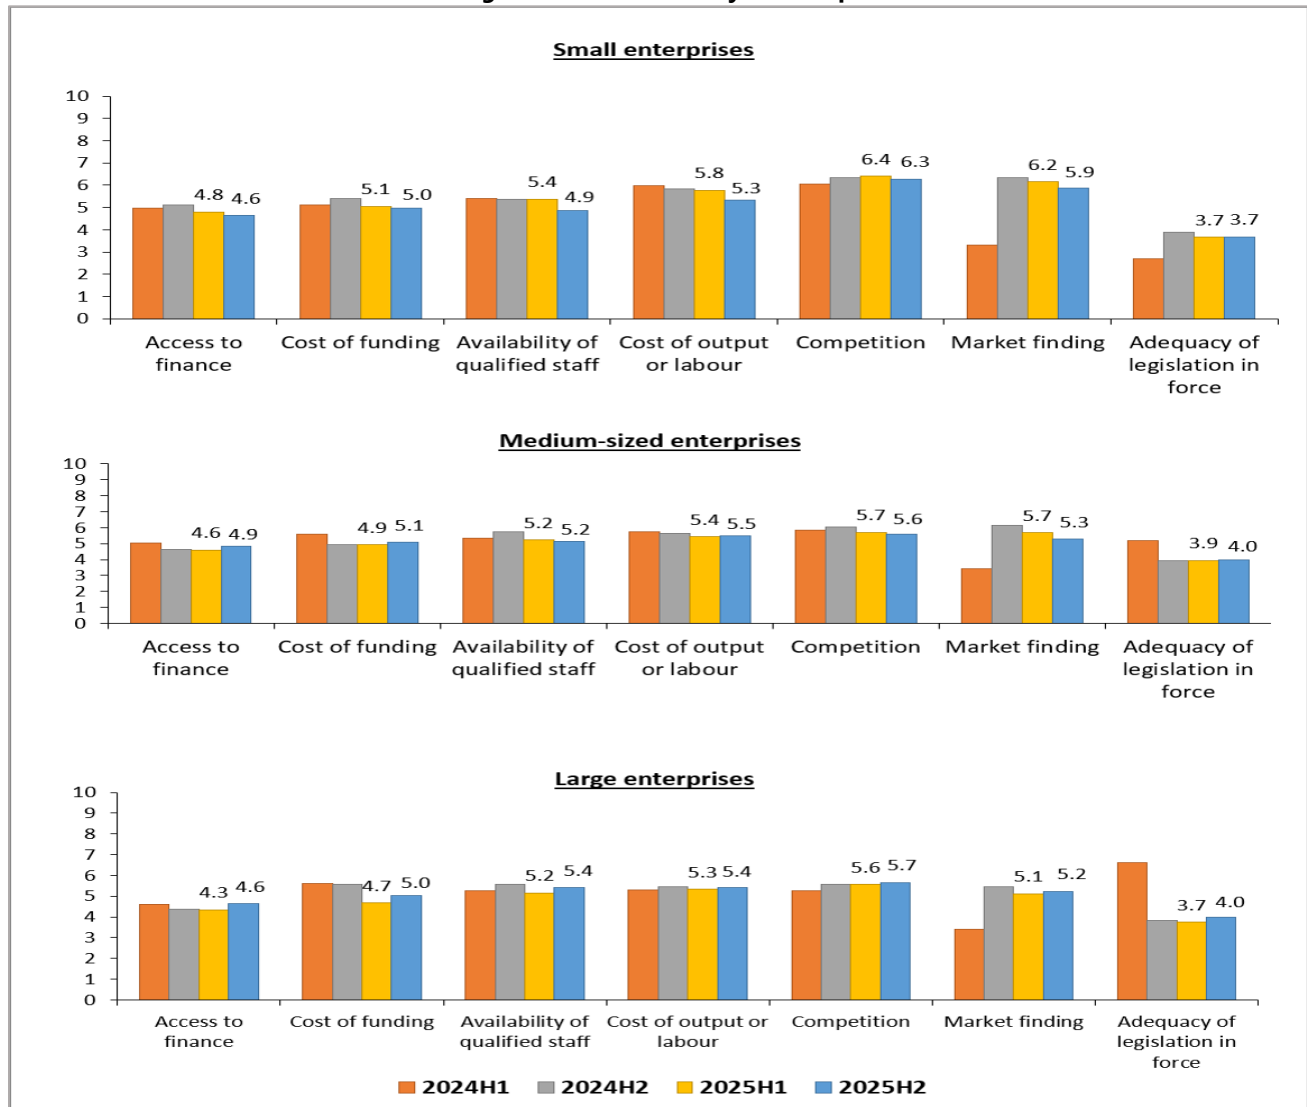 Small enterprises
10
9
8
7
6
5
4
3
2
1
0
4.8 4.6
5.1 5.0
5.4 4.9
5.8 5.3
6.4 6.3
6.2 5.9
3.7 3.7
Access to finance
Cost of funding
Availability of qualified staff
Cost of output or labour
Competition
Market finding
Adequacy of legislation in force
Medium-sized enterprises
10
9
8
7
6
5
4
3
2
1
0
4.6 4.9
4.9 5.1
5.2 5.2
5.4 5.5
5.7 5.6
5.7 5.3
3.9 4.0
Access to finance
Cost of funding
Availability of qualified staff
Cost of output or labour
Competition
Market finding
Adequacy of legislation in force
Large enterprises
10
9
8
7
6
5
4
3
2
1
0
4.3 4.6
4.7 5.0
5.2 5.4
5.3 5.4
5.6 5.7
5.1 5.2
3.7 4.0
Access to finance
Cost of funding
Availability of qualified staff
Cost of output or labour
Competition
Market finding
Adequacy of legislation in force
2024H1 2024H2 2025H1 2025H2